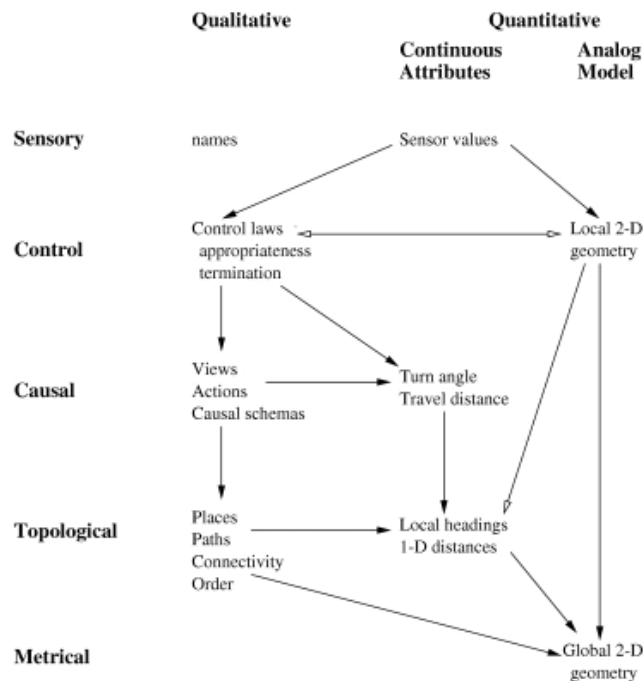 Qualitative
Quantitative
Continuous
Attributes
Analog
Model
Sensory
names
Sensor values
Control
Control laws
appropriateness
termination
Local 2-D
geometry
Causal
Views
Actions
Causal schemas
Turn angle
Travel distance
Topological
Places
Paths
Connectivity
Order
Local headings
1-D distances
Metrical
Global 2-D
geometry